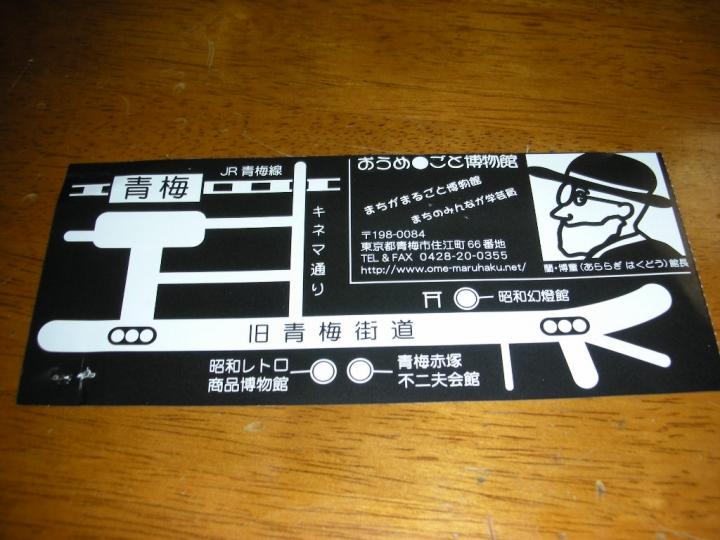 JR 青梅線
青梅
キネマ通り
おうめ●ごと博物館
まちがまるごと博物館
まちのみんなが学芸員
〒198-0084
東京都青梅市住江町66番地
TEL & FAX 0428-20-0355
http://www.ome-maruhaku.net/
蘭・博童(あららぎ はくどう)館長
昭和幻燈館
旧青梅街道
昭和レトロ
商品博物館
青梅赤塚
不二夫会館